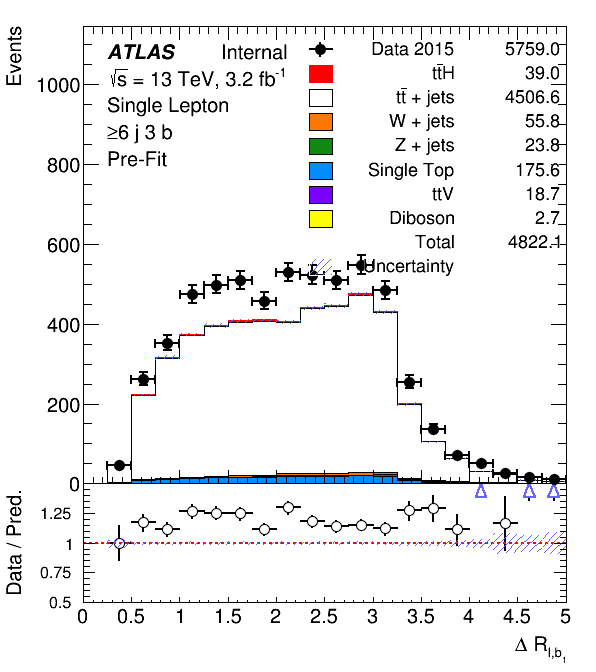 Events
1000
800
600
400
200
0
ATLAS Internal
√s = 13 TeV, 3.2 fb-1
Single Lepton
≥6 j 3 b
Pre-Fit
Data 2015 5759.0
tt̄H 39.0
tt̄ + jets 4506.6
W + jets 55.8
Z + jets 23.8
Single Top 175.6
ttV 18.7
Diboson 2.7
Total 4822.1
Uncertainty
Data / Pred.
1.25
1
0.75
0.5
0 0.5 1 1.5 2 2.5 3 3.5 4 4.5 5
Δ R l,b1